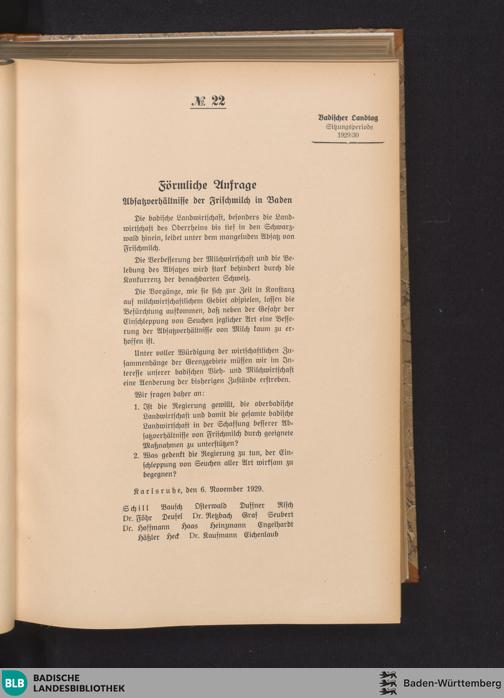 № 22
Badischer Landtag
Sitzungsperiode
1929/30
Förmliche Anfrage
Absatzverhältnisse der Frischmilch in Baden
Die badische Landwirtschaft, besonders die Land-
wirtschaft des Oberrheins bis tief in den Schwarz-
wald hinein, leidet unter dem mangelnden Absatz von
Frischmilch.
Die Verbesserung der Milchwirtschaft und die Be-
lebung des Absatzes wird stark behindert durch die
Konkurrenz der benachbarten Schweiz.
Die Vorgänge, wie sie sich zur Zeit in Konstanz
auf milchwirtschaftlichem Gebiet abspielen, lassen die
Befürchtung aufkommen, daß neben der Gefahr der
Einschleppung von Seuchen jeglicher Art eine Besse-
rung der Absatzverhältnisse von Milch kaum zu er-
hoffen ist.
Unter voller Würdigung der wirtschaftlichen Zu-
sammenhänge der Grenzgebiete müssen wir im In-
teresse unserer badischen Vieh- und Milchwirtschaft
eine Aenderung der bisherigen Zustände erstreben.
Wir fragen daher an:
1. Ist die Regierung gewillt, die oberbadische
Landwirtschaft und damit die gesamte badische
Landwirtschaft in der Schaffung besserer Ab-
satzverhältnisse von Frischmilch durch geeignete
Maßnahmen zu unterstützen?
2. Was gedenkt die Regierung zu tun, der Ein-
schleppung von Seuchen aller Art wirksam zu
begegnen?
Karlsruhe, den 6. November 1929.
Schill Bausch Osterwald Duffner Risch
Dr. Föhr Deufel Dr. Retzbach Graf Seubert
Dr. Hoffmann Haas Heinzmann Engelhardt
Häßler Heck Dr. Kaufmann Eichenlaub
BLB BADISCHE
LANDESBIBLIOTHEK
Baden-Württemberg